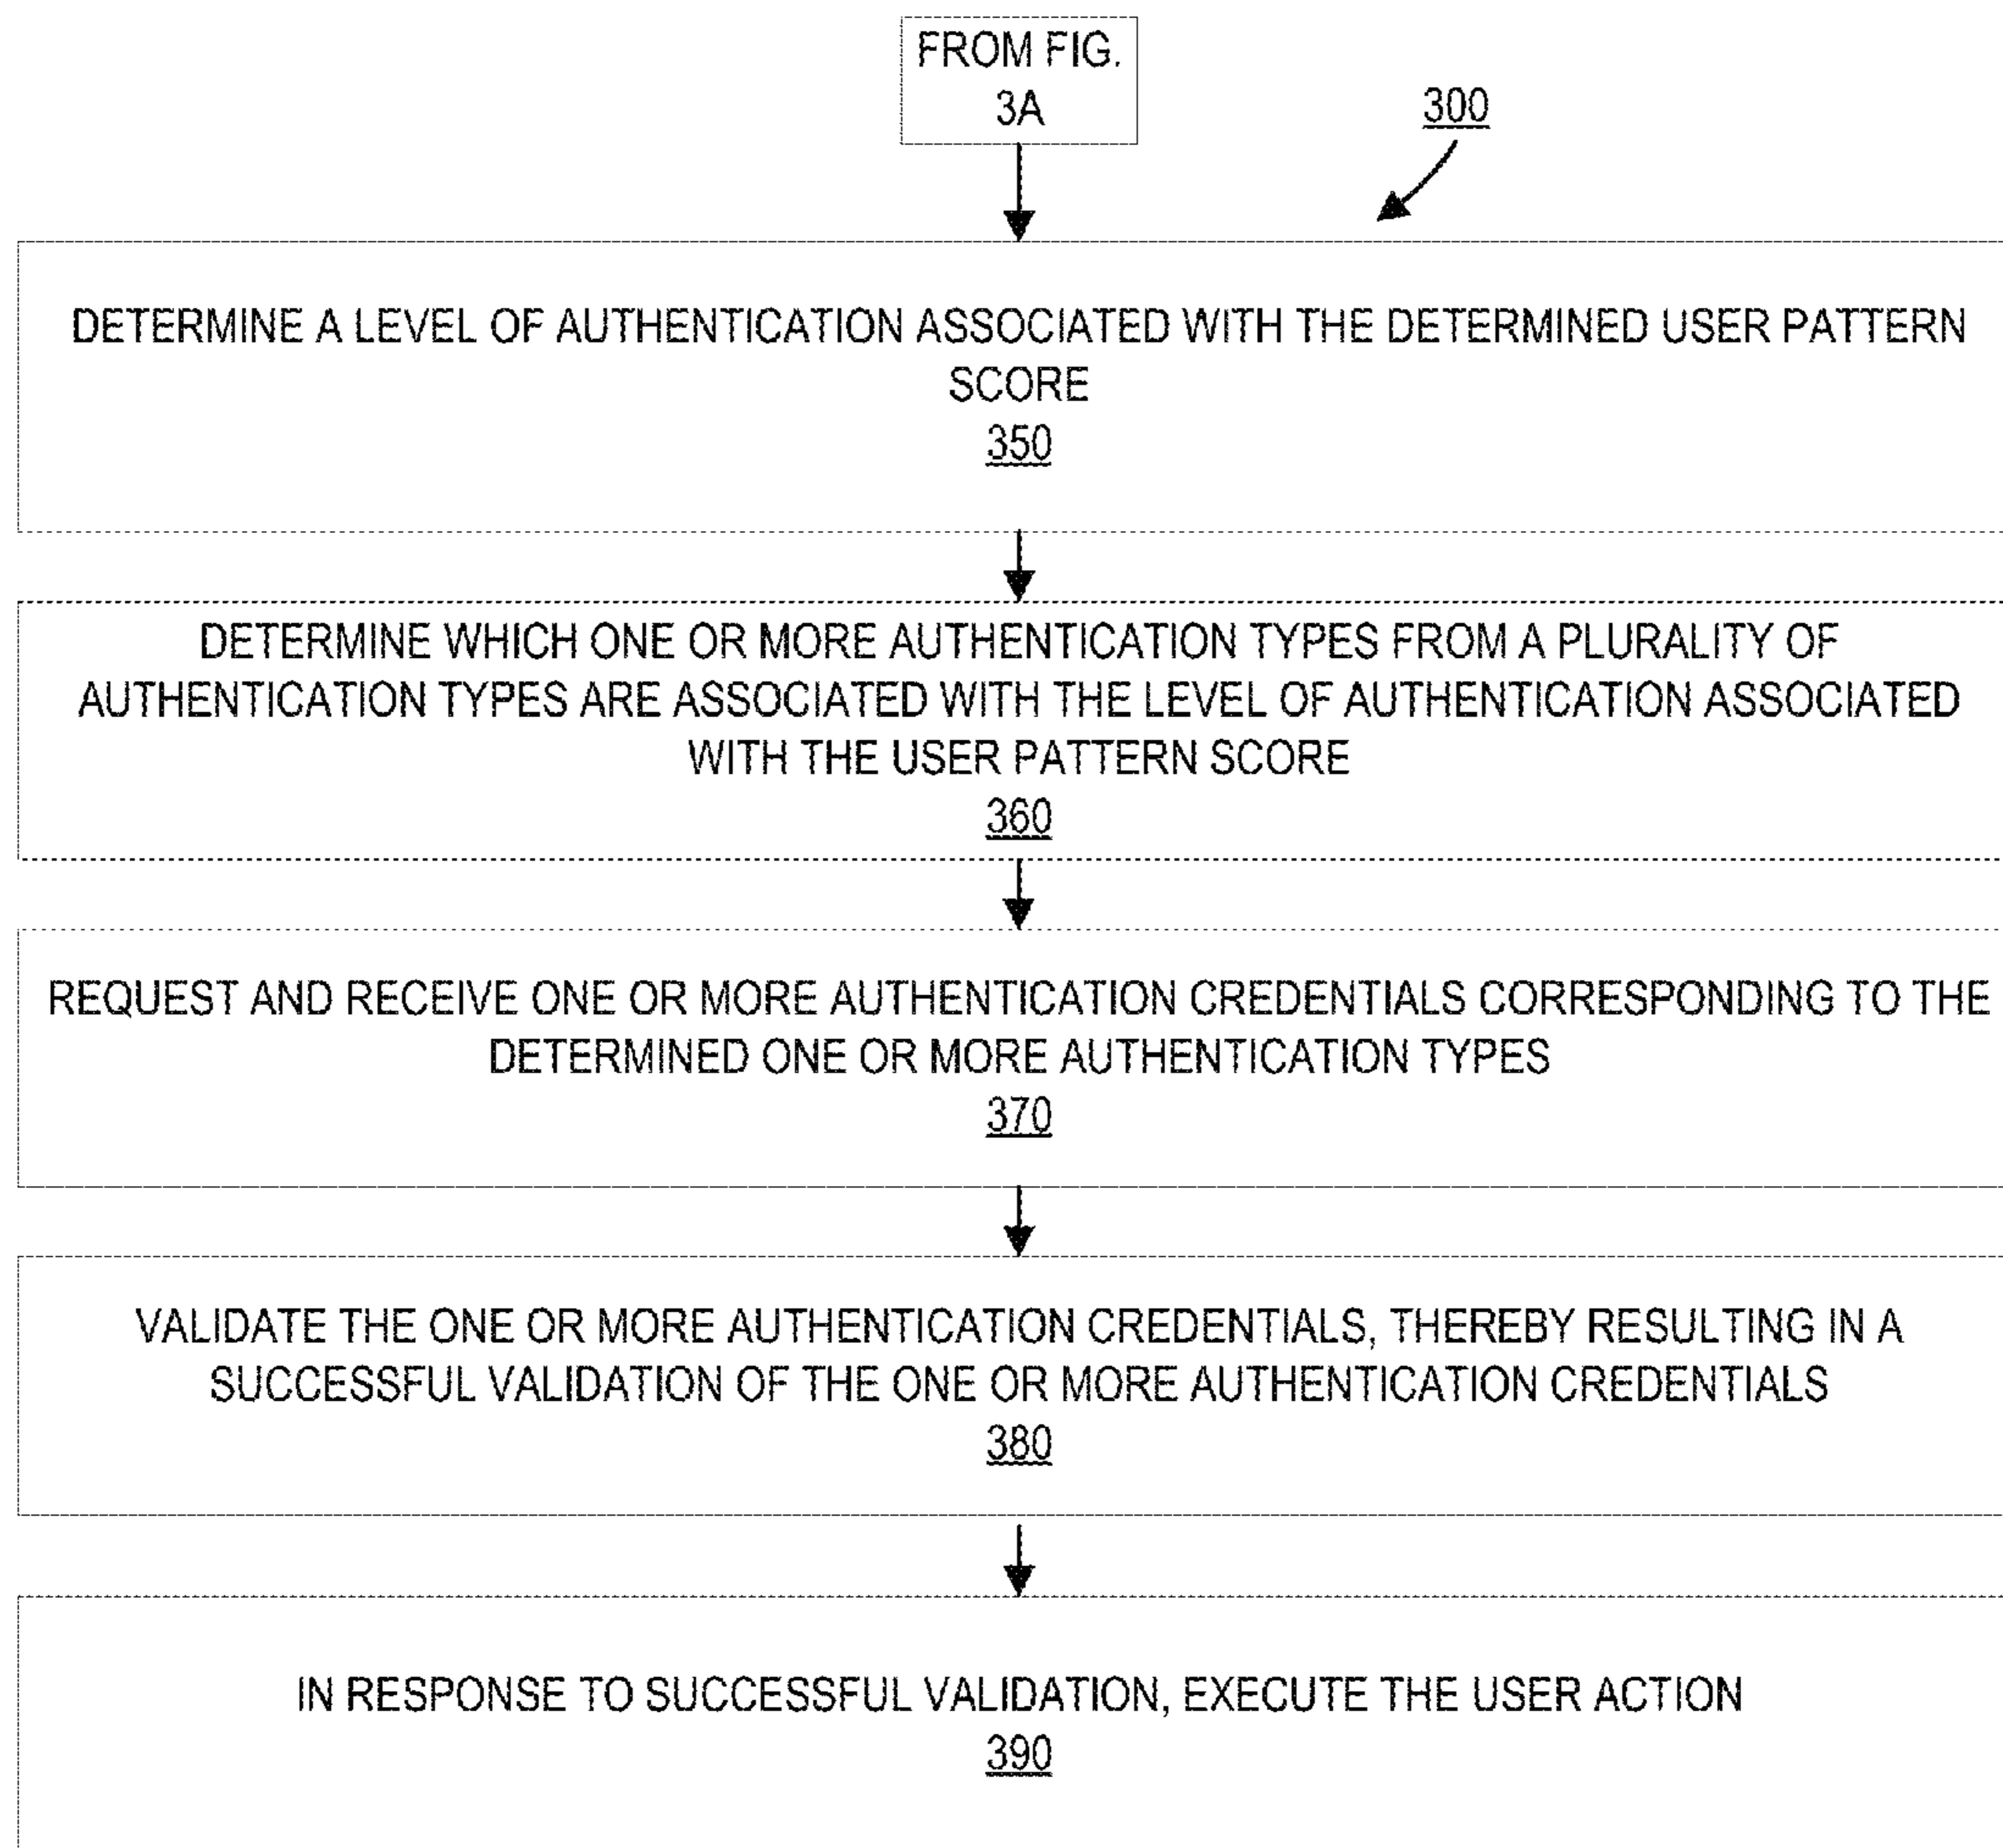 FROM FIG.
3A
300
DETERMINE A LEVEL OF AUTHENTICATION ASSOCIATED WITH THE DETERMINED USER PATTERN
SCORE
350
DETERMINE WHICH ONE OR MORE AUTHENTICATION TYPES FROM A PLURALITY OF
AUTHENTICATION TYPES ARE ASSOCIATED WITH THE LEVEL OF AUTHENTICATION ASSOCIATED
WITH THE USER PATTERN SCORE
360
REQUEST AND RECEIVE ONE OR MORE AUTHENTICATION CREDENTIALS CORRESPONDING TO THE
DETERMINED ONE OR MORE AUTHENTICATION TYPES
370
VALIDATE THE ONE OR MORE AUTHENTICATION CREDENTIALS, THEREBY RESULTING IN A
SUCCESSFUL VALIDATION OF THE ONE OR MORE AUTHENTICATION CREDENTIALS
380
IN RESPONSE TO SUCCESSFUL VALIDATION, EXECUTE THE USER ACTION
390